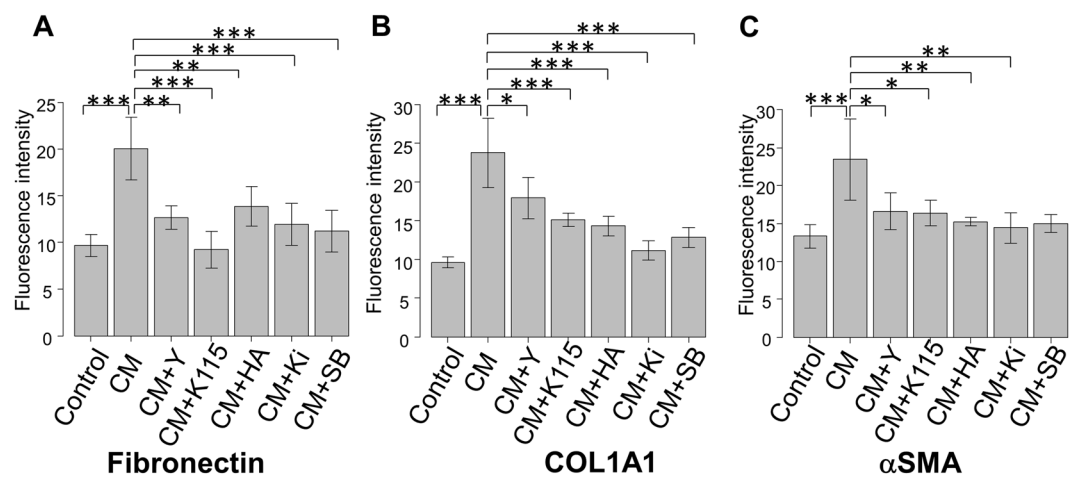 A
***
***
**
***
*** **
Fluorescence intensity
25
20
15
10
5
0
Control
CM
CM+Y
CM+K115
CM+HA
CM+Ki
CM+SB
Fibronectin
B
***
***
***
***
*** *
Fluorescence intensity
30
25
20
15
10
5
0
Control
CM
CM+Y
CM+K115
CM+HA
CM+Ki
CM+SB
COL1A1
C
**
**
*
*** *
Fluorescence intensity
30
25
20
15
10
5
0
Control
CM
CM+Y
CM+K115
CM+HA
CM+Ki
CM+SB
αSMA